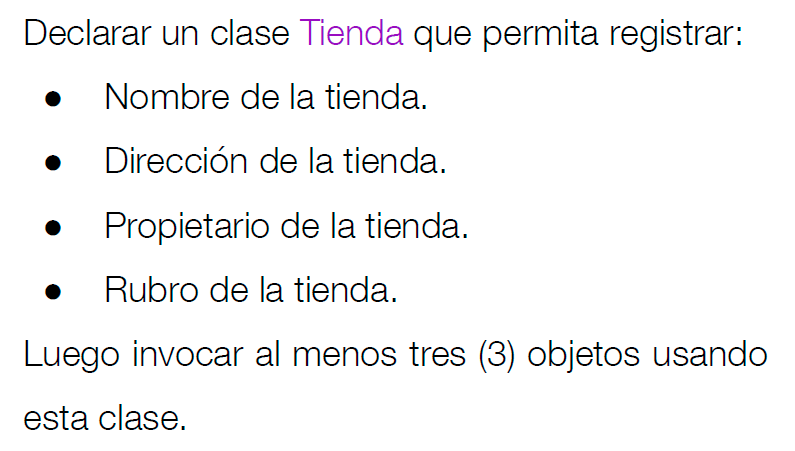 Declarar un clase Tienda que permita registrar:
● Nombre de la tienda.
● Dirección de la tienda.
● Propietario de la tienda.
● Rubro de la tienda.
Luego invocar al menos tres (3) objetos usando
esta clase.